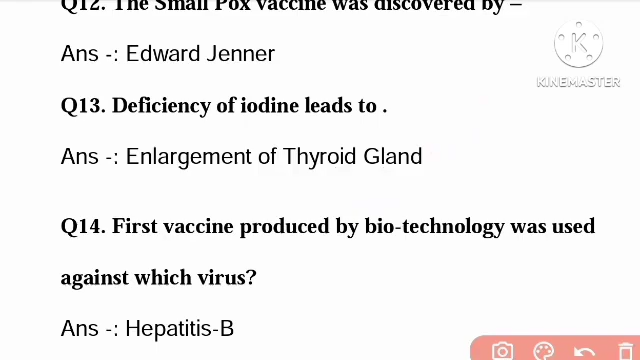 Q12. The Small Pox vaccine was discovered by –
Ans -: Edward Jenner
K
KINEMASTER
Q13. Deficiency of iodine leads to .
Ans -: Enlargement of Thyroid Gland
Q14. First vaccine produced by bio-technology was used
against which virus?
Ans -: Hepatitis-B